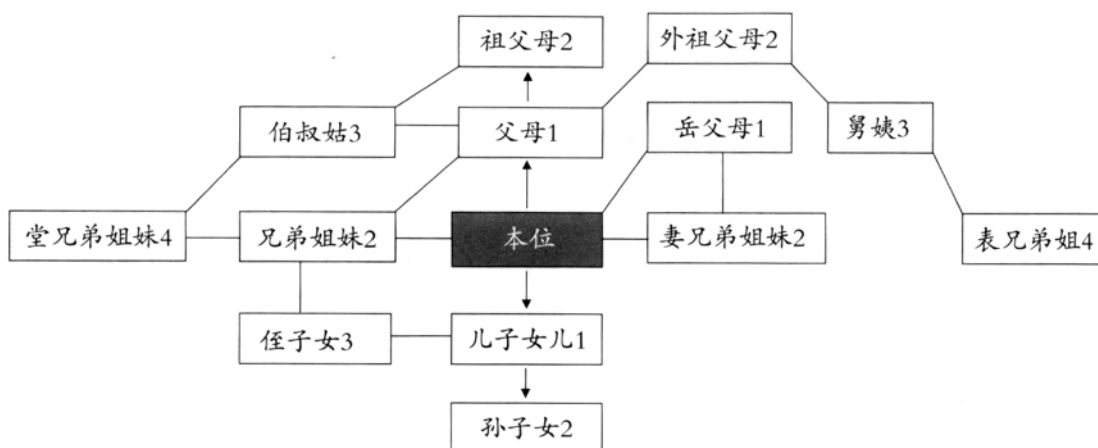 祖父母2
外祖父母2
伯叔姑3
父母1
岳父母1
舅姨3
堂兄弟姐妹4
兄弟姐妹2
本位
妻兄弟姐妹2
表兄弟姐4
侄子女3
儿子女儿1
孙子女2